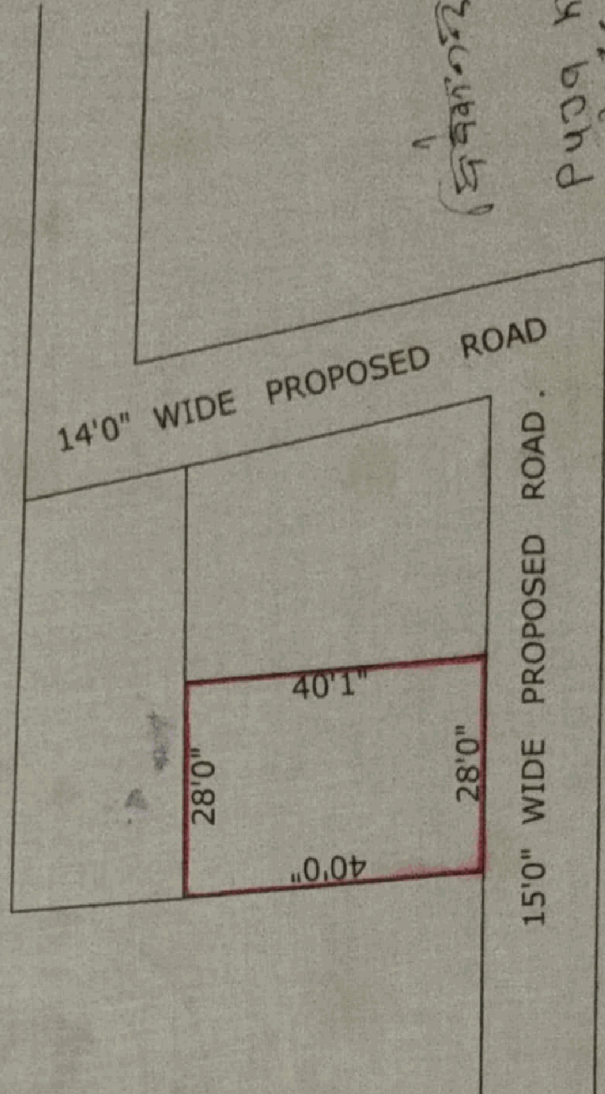 14'0" WIDE PROPOSED ROAD
15'0" WIDE PROPOSED ROAD.
40'1"
28'0"
28'0"
40'0"